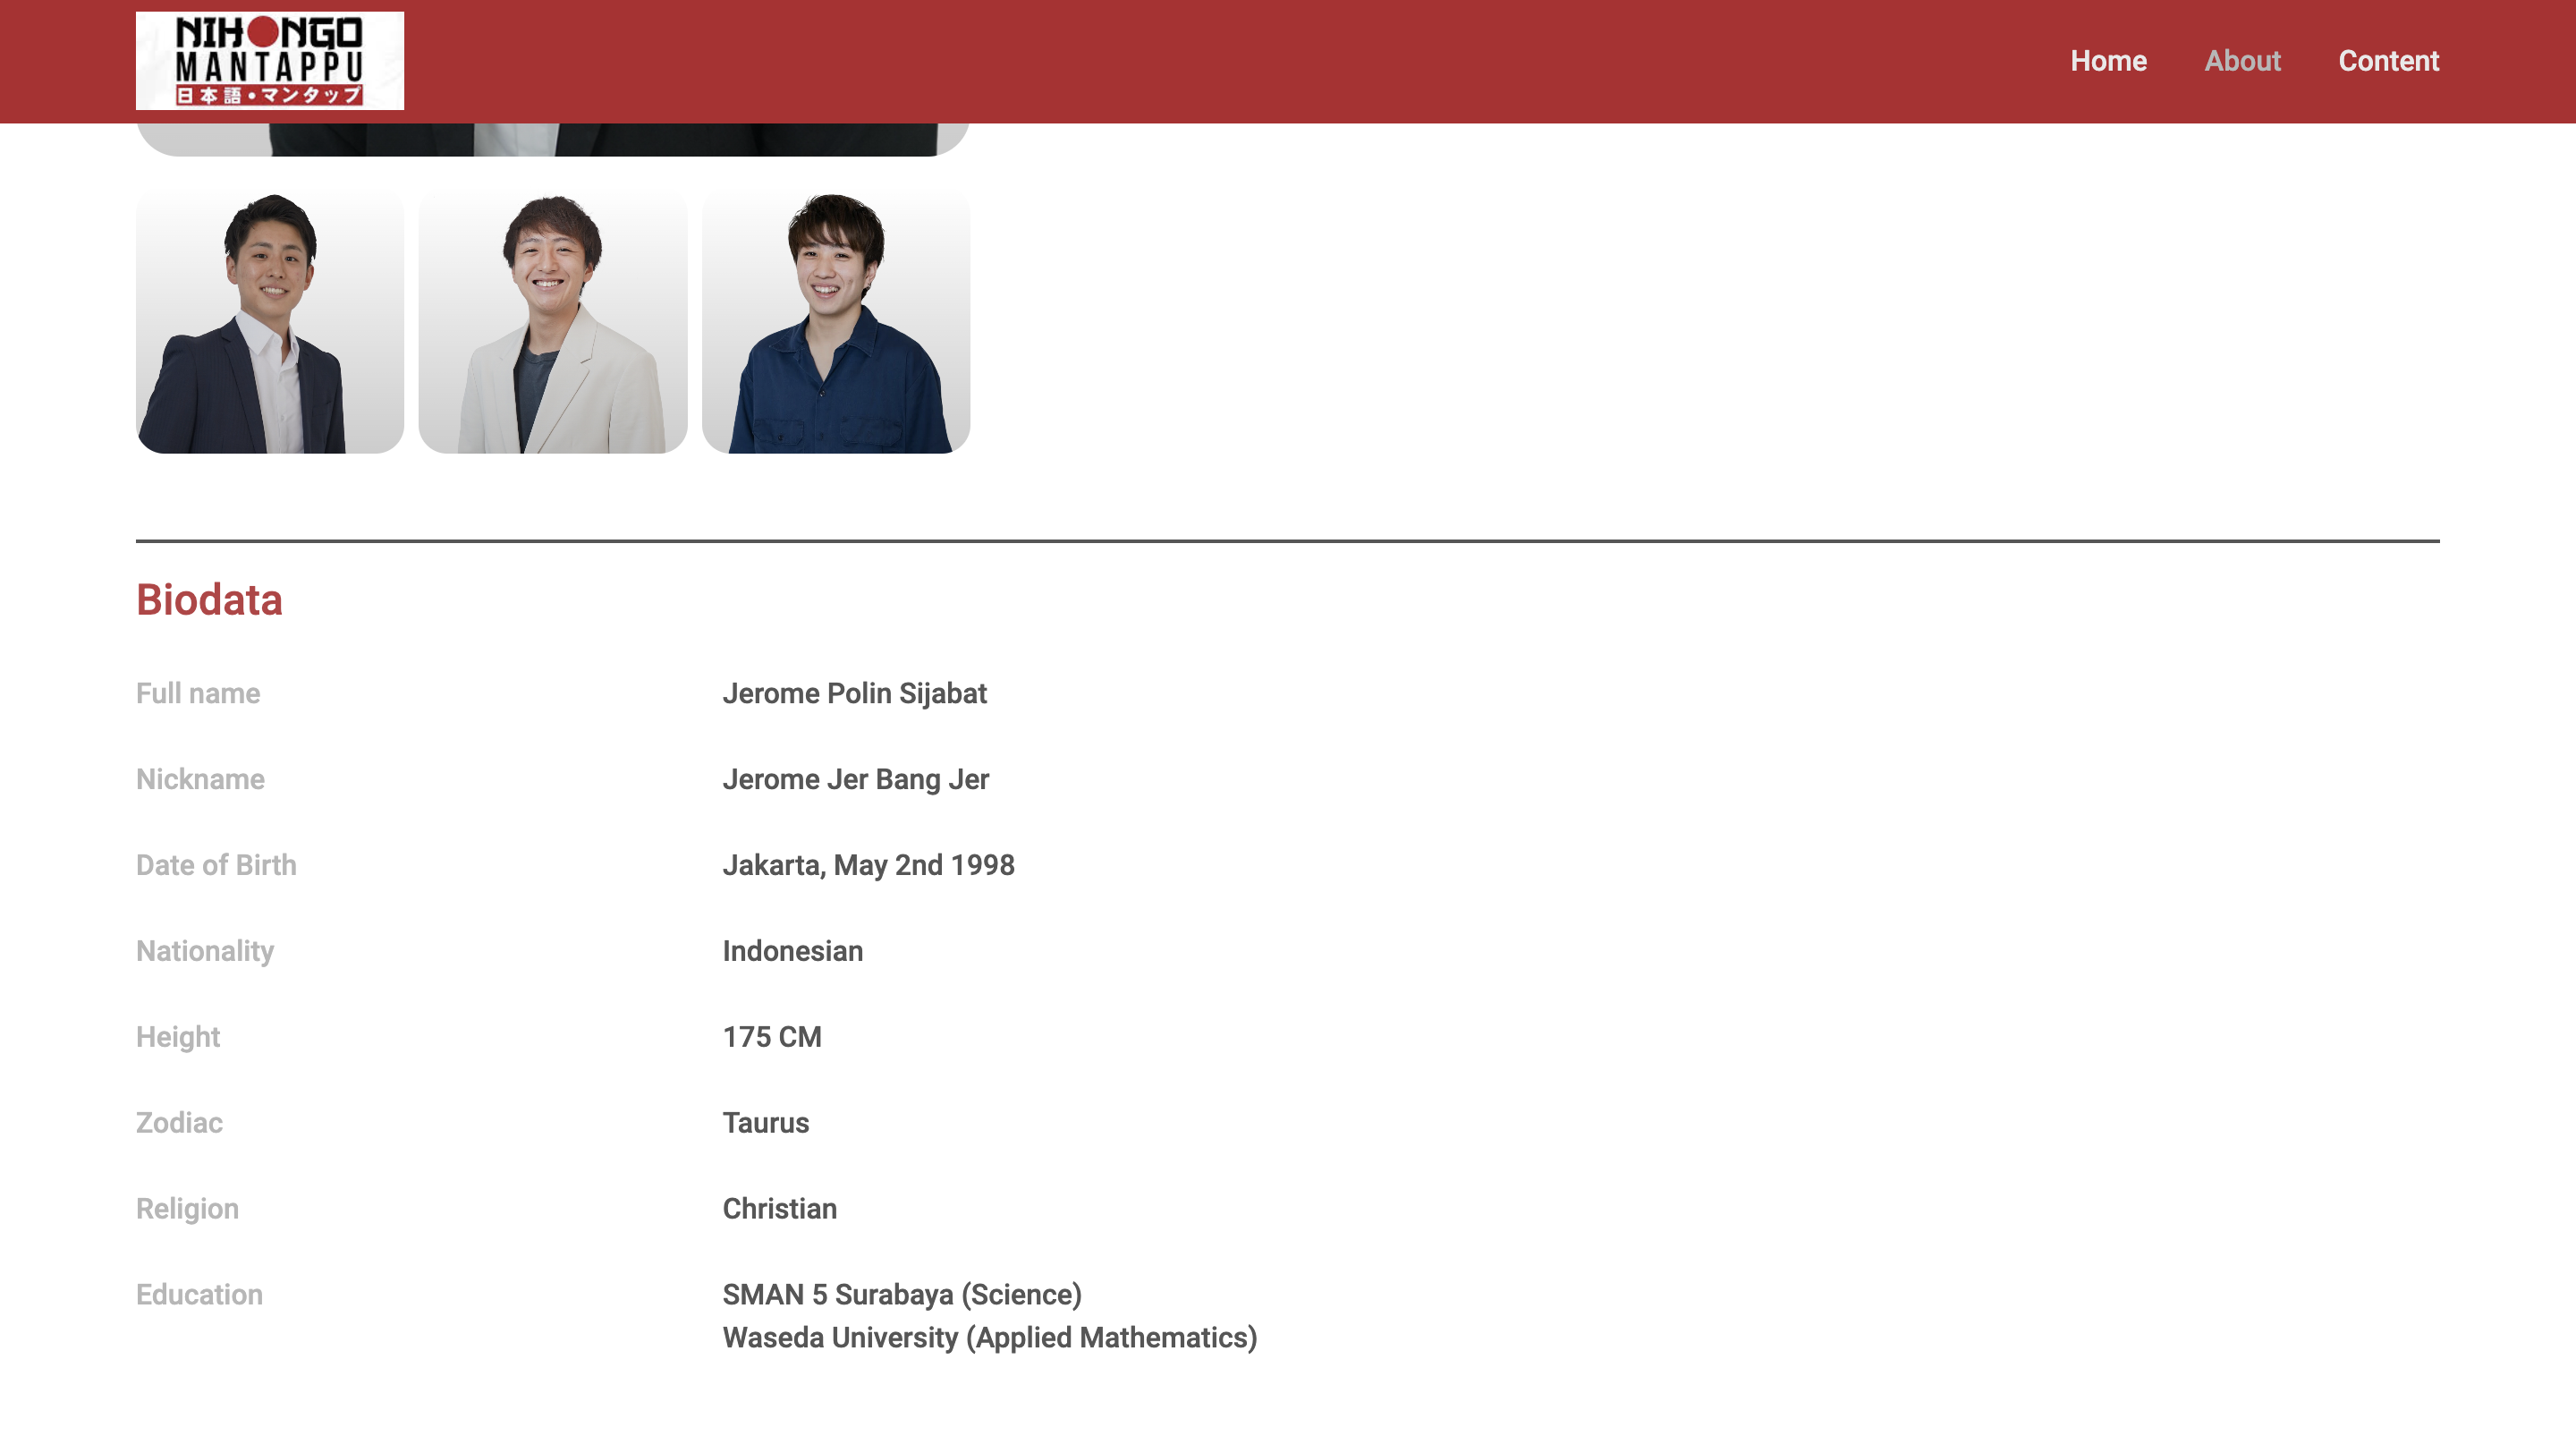 NIHONGO
MANTAPPU
日本語・マンタップ
Home
About
Content
Biodata
Full name
Jerome Polin Sijabat
Nickname
Jerome Jer Bang Jer
Date of Birth
Jakarta, May 2nd 1998
Nationality
Indonesian
Height
175 CM
Zodiac
Taurus
Religion
Christian
Education
SMAN 5 Surabaya (Science)
Waseda University (Applied Mathematics)